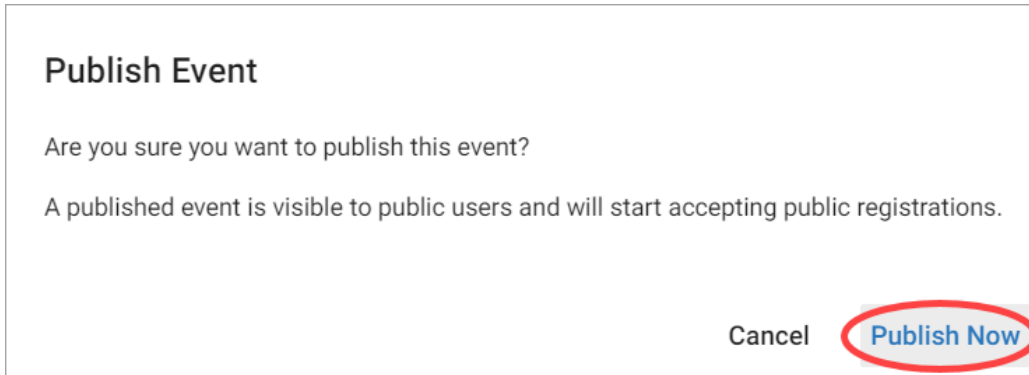 Publish Event
Are you sure you want to publish this event?
A published event is visible to public users and will start accepting public registrations.
Cancel
Publish Now